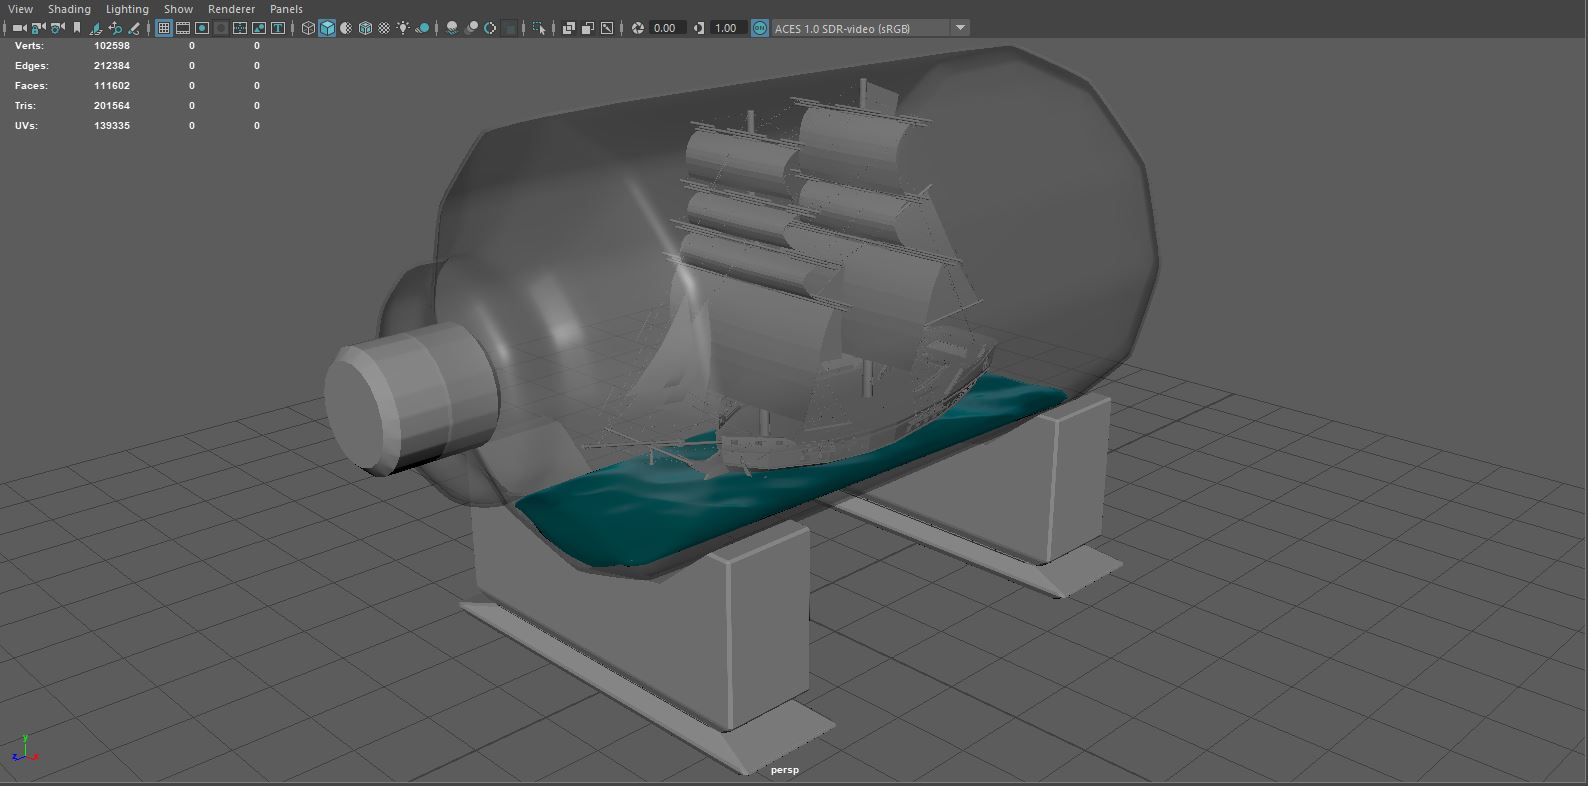 View Shading Lighting Show Renderer Panels
0.00 1.00 ON ACES 1.0 SDR-video (sRGB)
Verts: 102598 0 0
Edges: 212384 0 0
Faces: 111602 0 0
Tris: 201564 0 0
UVs: 139335 0 0
y
z x
persp